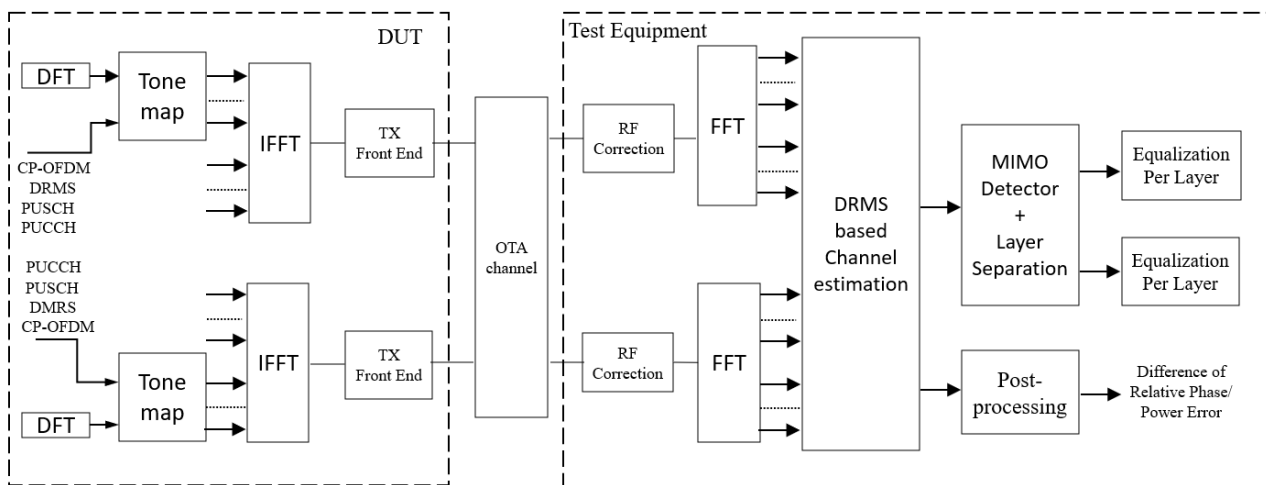 DUT
DFT
Tone
map
CP-OFDM
DRMS
PUSCH
PUCCH
IFFT
TX
Front End
PUCCH
PUSCH
DMRS
CP-OFDM
Tone
map
DFT
IFFT
TX
Front End
OTA
channel
Test Equipment
RF
Correction
FFT
RF
Correction
FFT
DRMS
based
Channel
estimation
MIMO
Detector
+
Layer
Separation
Equalization
Per Layer
Equalization
Per Layer
Post-
processing
Difference of
Relative Phase/
Power Error